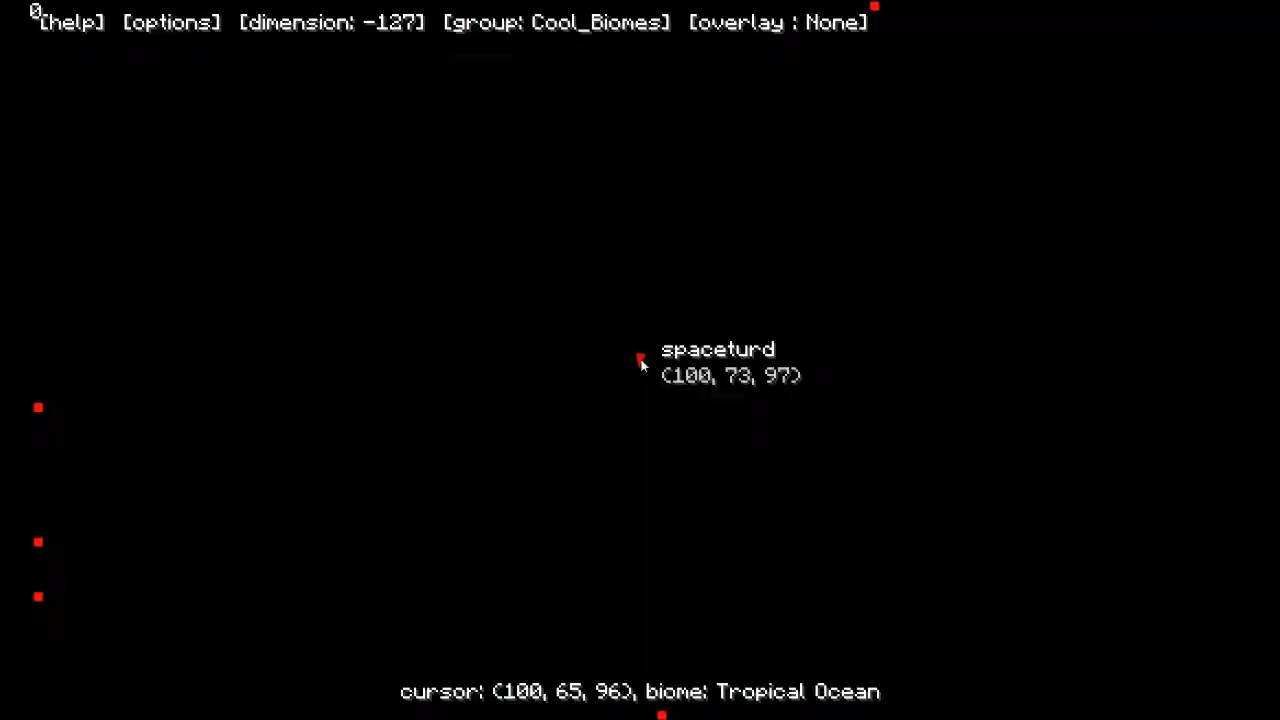 0
[help] [options] [dimension: -127] [group: Cool_Biomes] [overlay : None]
spaceturd
(100, 73, 97)
cursor: (100, 65, 96), biome: Tropical Ocean